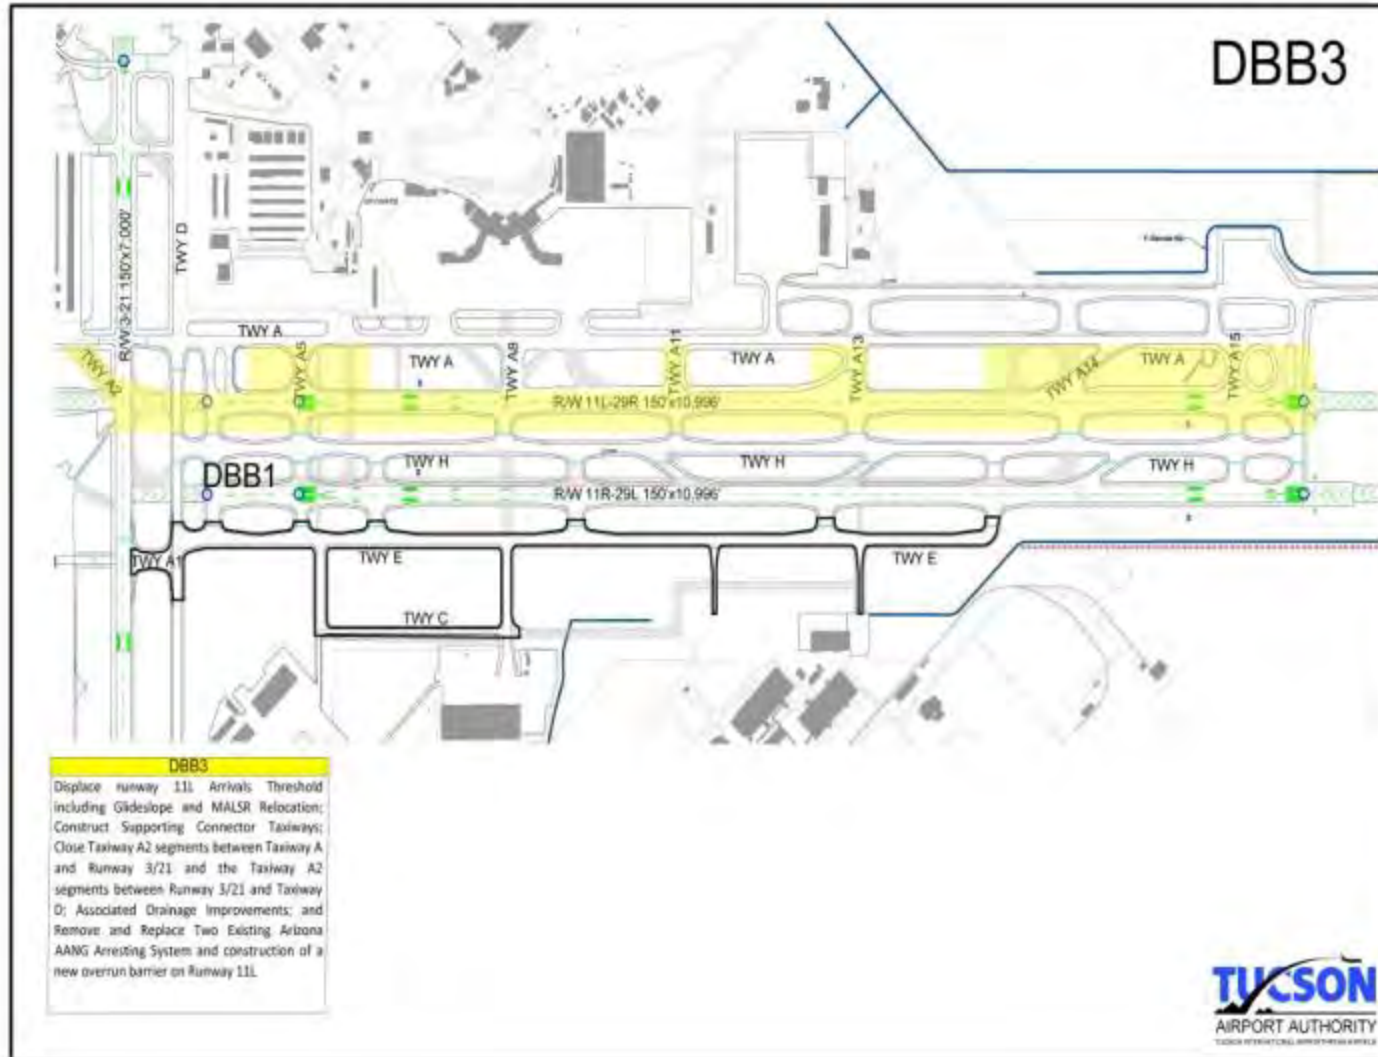 DBB3
R/W 3-21 150'x7,000'
TWY D
TWY A
TWY A2
TWY A5
TWY A
TWY A8
TWY A11
TWY A
TWY A13
TWY A14
TWY A
TWY A15
R/W 11L-29R 150'x10,996'
DBB1
TWY H
TWY H
TWY H
R/W 11R-29L 150'x10,996'
TWY A1
TWY E
TWY E
TWY C
DBB3
Displace runway 11L Arrivals Threshold
including Glideslope and MALSR Relocation;
Construct Supporting Connector Taxiways;
Close Taxiway A2 segments between Taxiway A
and Runway 3/21 and the Taxiway A2
segments between Runway 3/21 and Taxiway
D; Associated Drainage Improvements; and
Remove and Replace Two Existing Arizona
AANG Arresting System and construction of a
new overrun barrier on Runway 11L
TUCSON
AIRPORT AUTHORITY